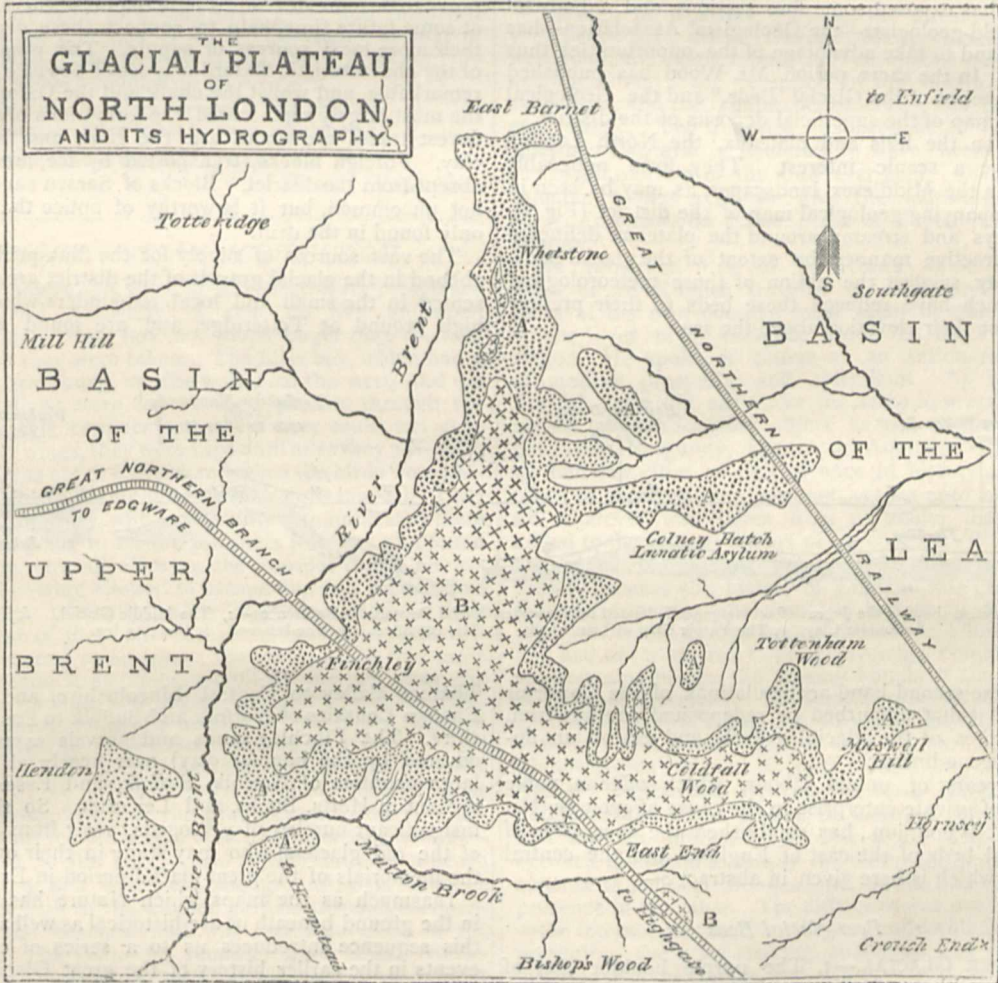 THE
GLACIAL PLATEAU
OF
NORTH LONDON,
AND ITS HYDROGRAPHY.
N
to Enfield
East Barnet
W
E
Totteridge
GREAT NORTHERN RAILWAY
Whetstone
S
Southgate
Mill Hill
River Brent
A
BASIN
BASIN
OF THE
OF THE
GREAT NORTHERN BRANCH
TO EDGWARE
A
Colney Hatch
Lunatic Asylum
LEA
UPPER
B
Tottenham
Wood
BRENT
Finchley
Muswell
Hill
Hendon
A
A
Coldfall
Wood
Hornsey
River Brent
Mutton Brook
East End
A
to Hampstead
to Highgate
B
Bishop's Wood
Crouch End